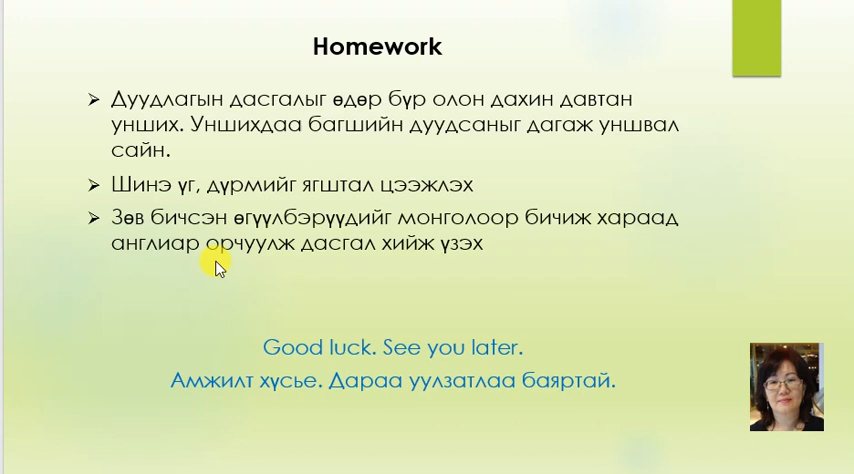 Homework
Дуудлагын дасгалыг өдөр бүр олон дахин давтан
унших. Уншихдаа багшийн дуудсаныг дагаж уншвал
сайн.
Шинэ үг, дүрмийг ягштал цээжлэх
Зөв бичсэн өгүүлбэрүүдийг монголоор бичиж хараад
англиар орчуулж дасгал хийж үзэх
Good luck. See you later.
Амжилт хүсье. Дараа уулзатлаа баяртай.